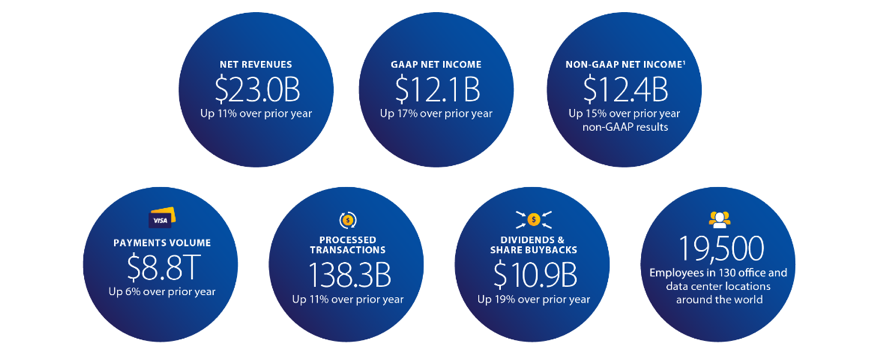 NET REVENUES
$23.0B
Up 11% over prior year
GAAP NET INCOME
$12.1B
Up 17% over prior year
NON-GAAP NET INCOME¹
$12.4B
Up 15% over prior year
non-GAAP results
VISA
PAYMENTS VOLUME
$8.8T
Up 6% over prior year
$
PROCESSED
TRANSACTIONS
138.3B
Up 11% over prior year
$
DIVIDENDS &
SHARE BUYBACKS
$10.9B
Up 19% over prior year
19,500
Employees in 130 office and
data center locations
around the world